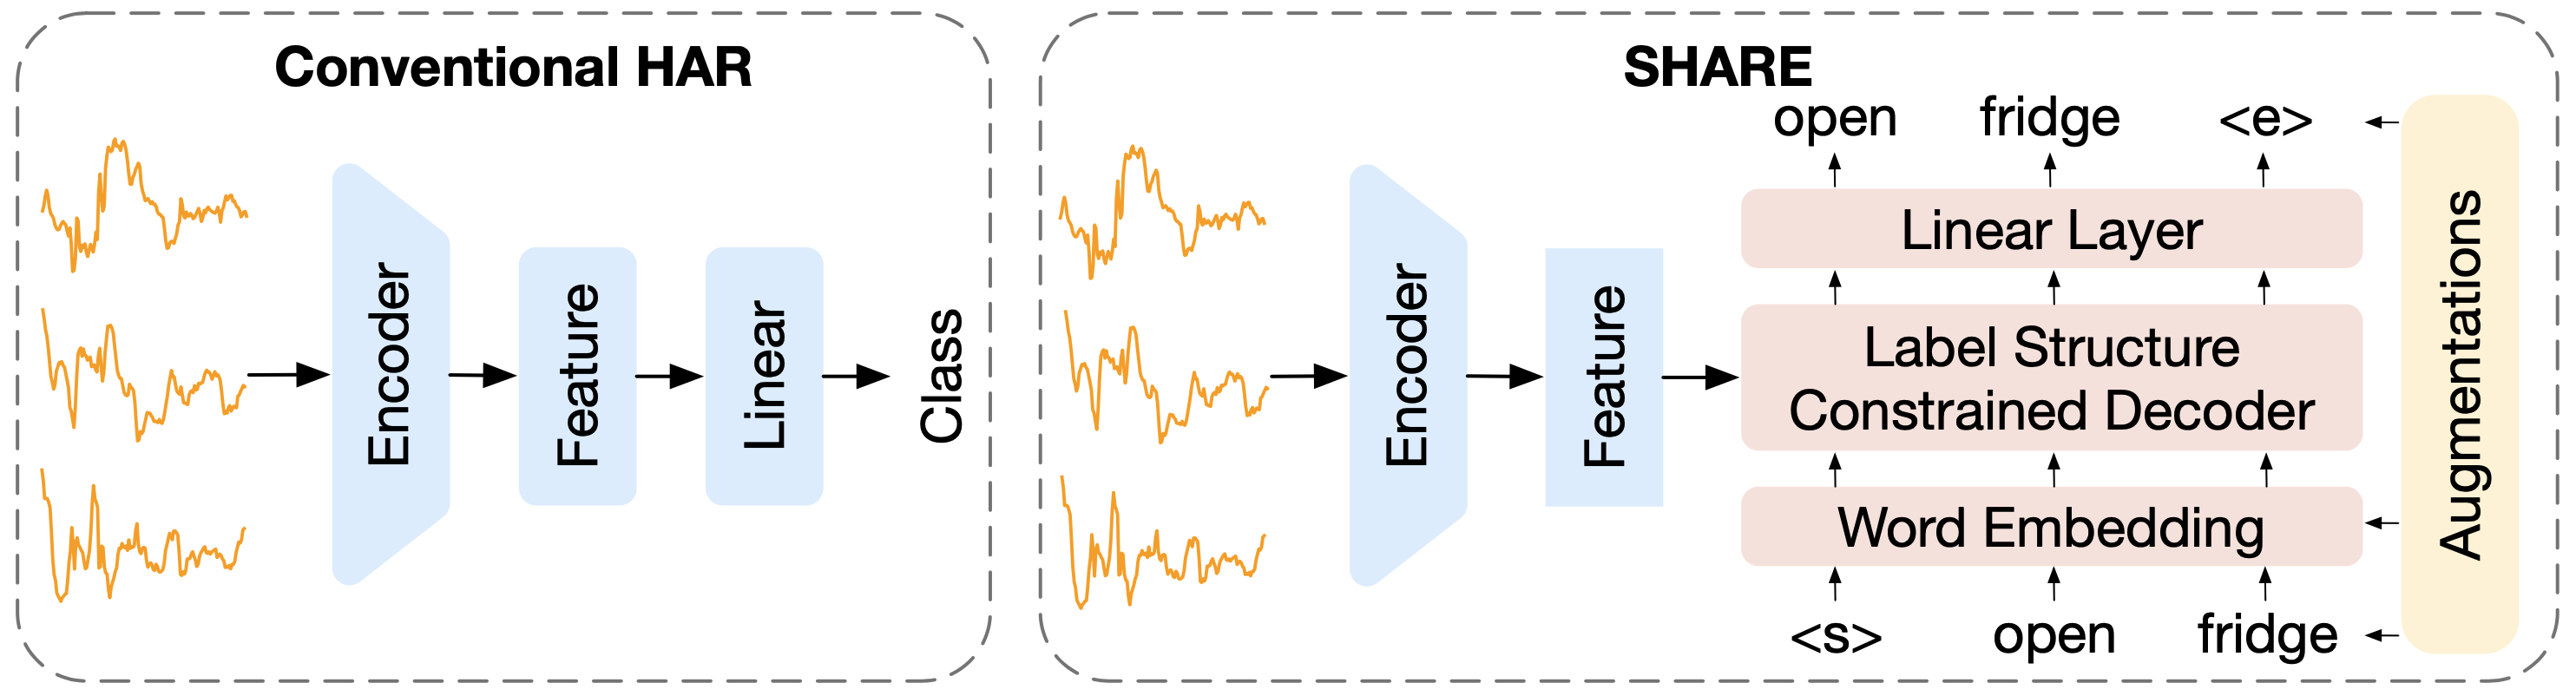 Conventional HAR
Encoder
Feature
Linear
Class
SHARE
Encoder
Feature
open fridge <e>
Linear Layer
Label Structure
Constrained Decoder
Word Embedding
<s> open fridge
Augmentations